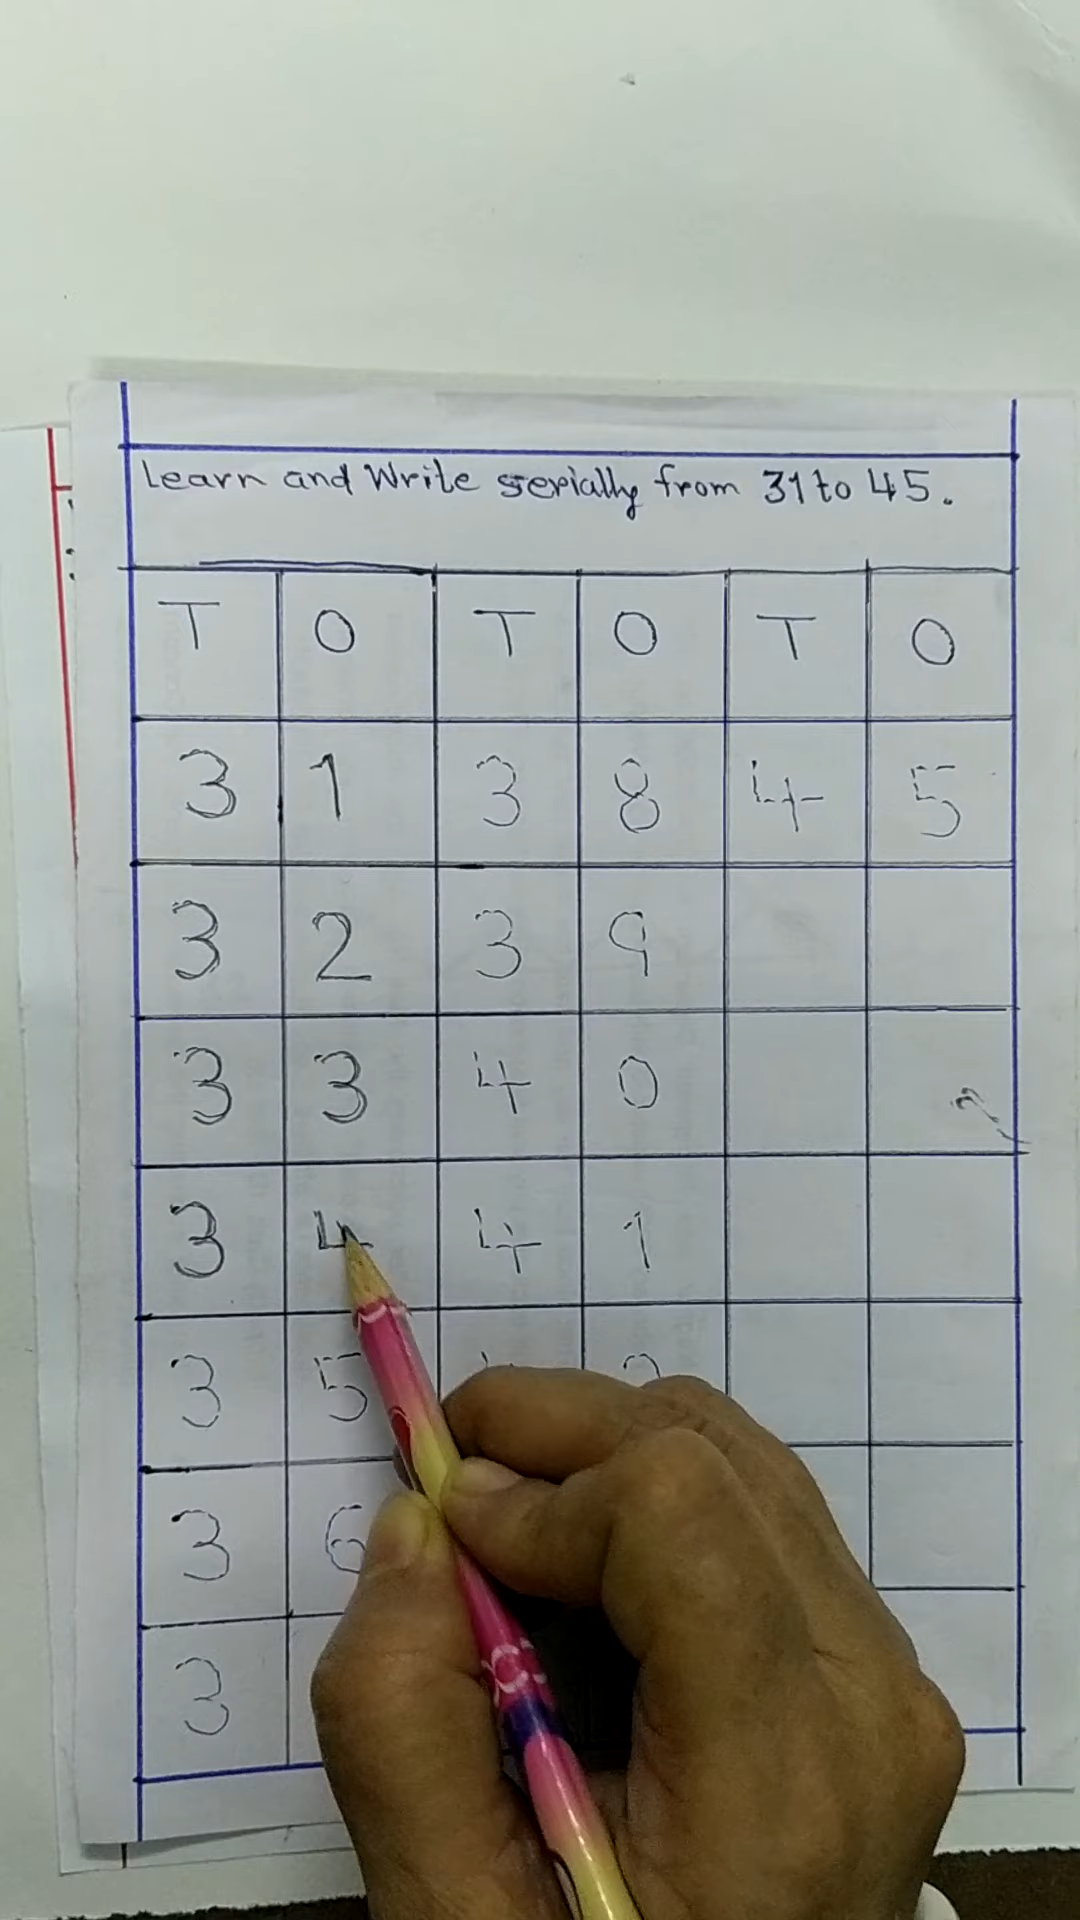 Learn and Write serially from 31 to 45.
T O T O T O
3 1 3 8 4 5
3 2 3 9
3 3 4 0
3 4 4 1
3 5
3 6
3